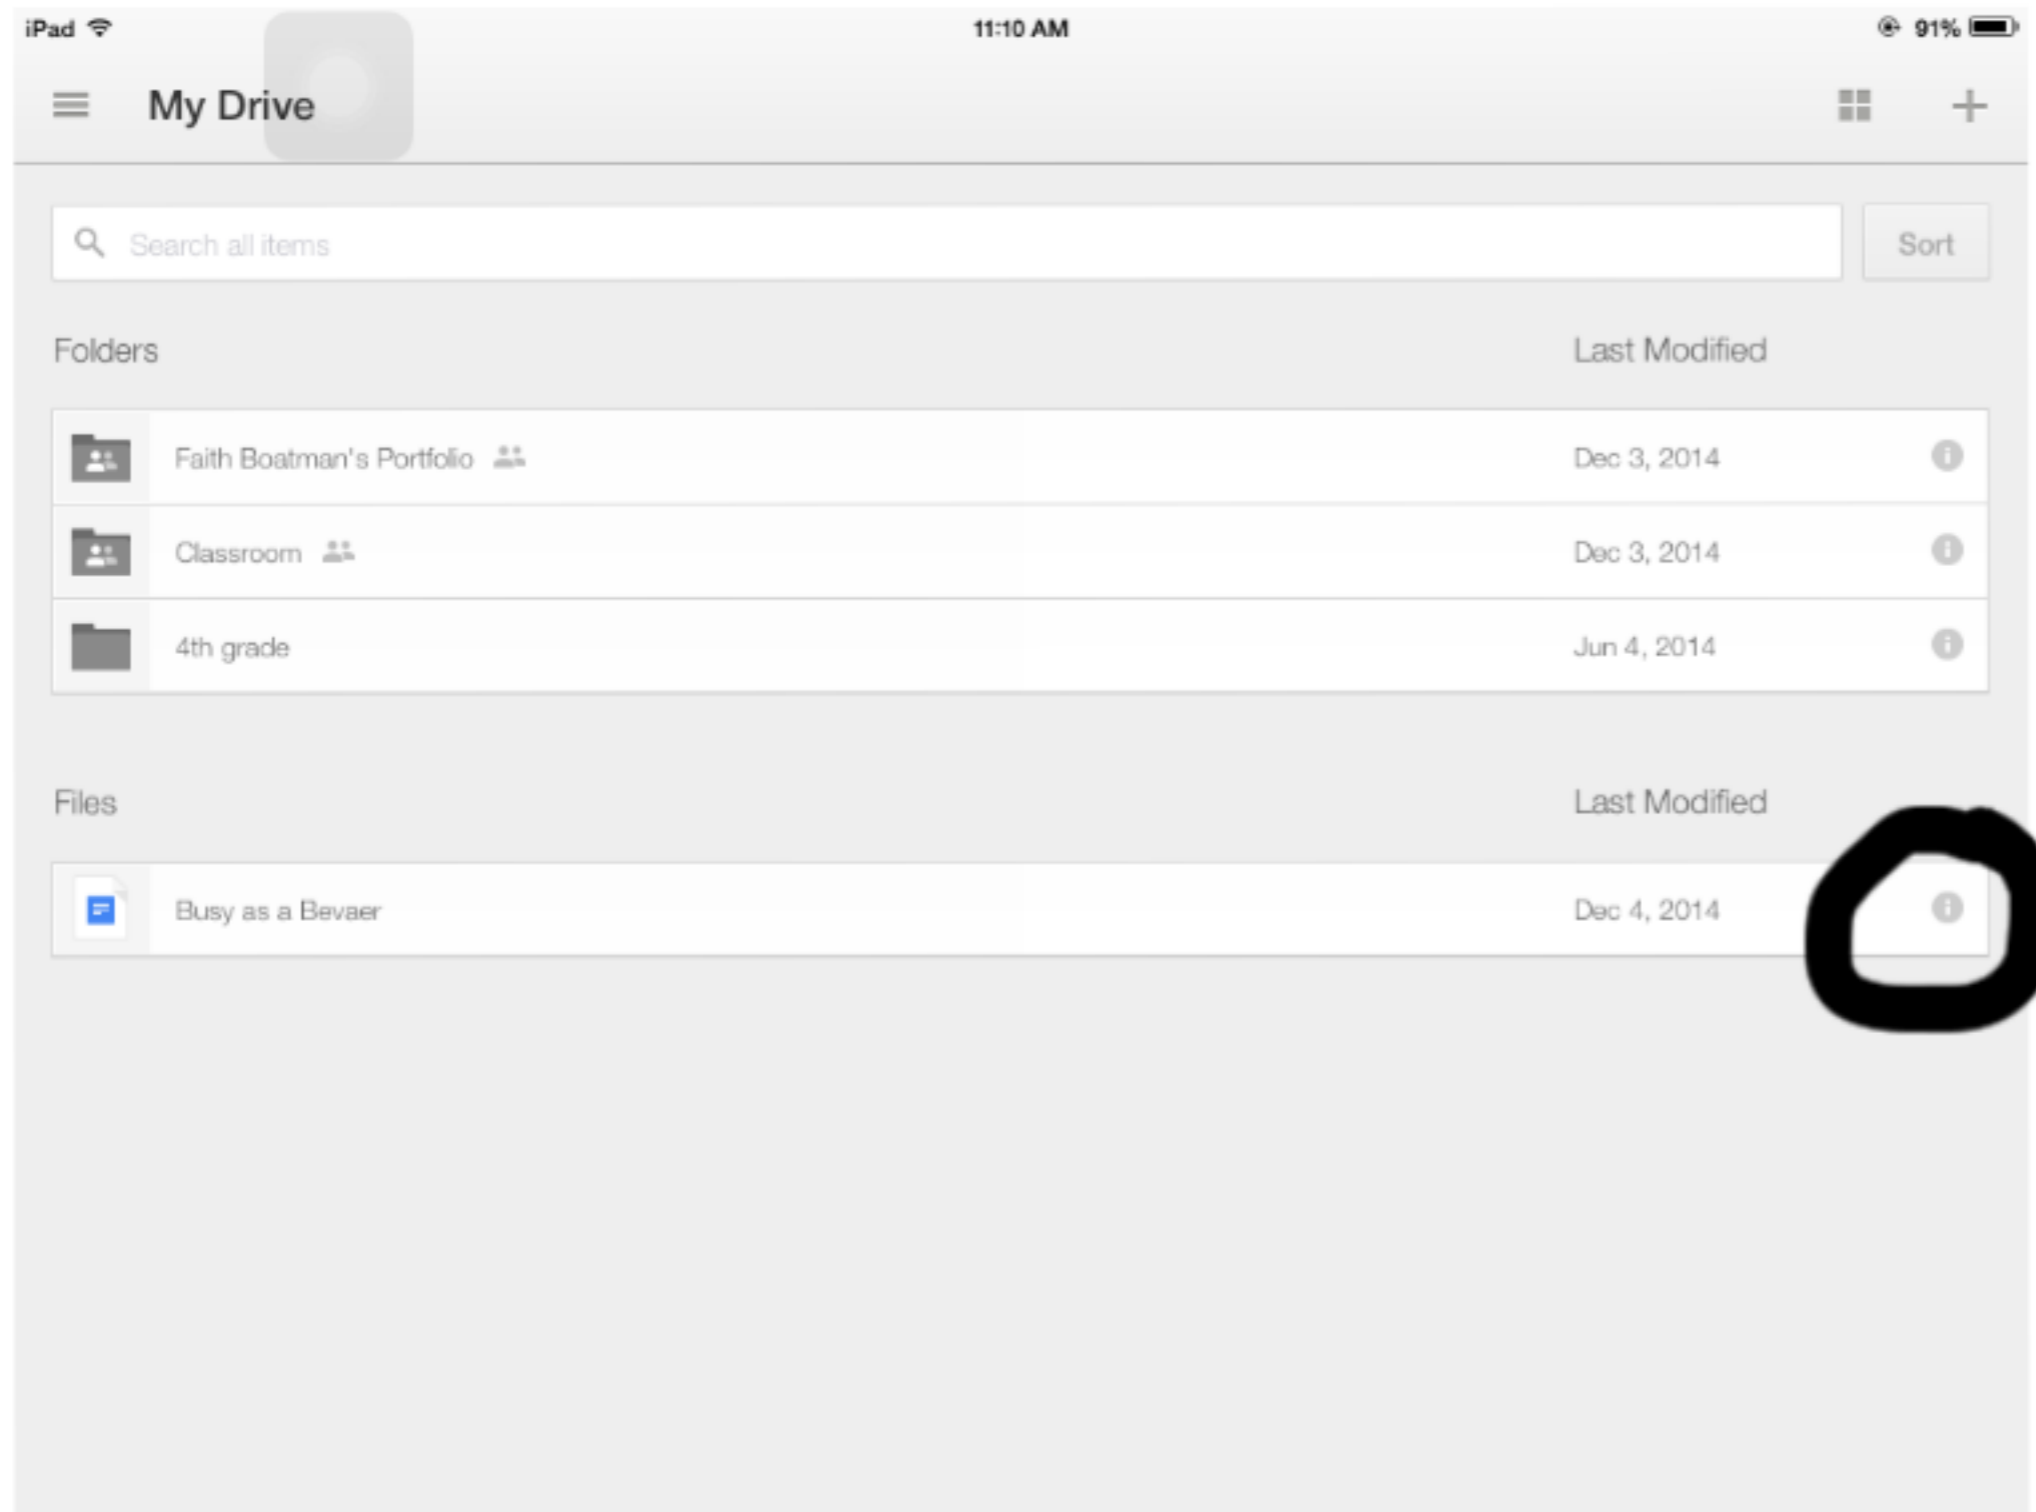 iPad 11:10 AM 91%
My Drive
Search all items Sort
Folders Last Modified
Faith Boatman's Portfolio Dec 3, 2014
Classroom Dec 3, 2014
4th grade Jun 4, 2014
Files Last Modified
Busy as a Bevaer Dec 4, 2014